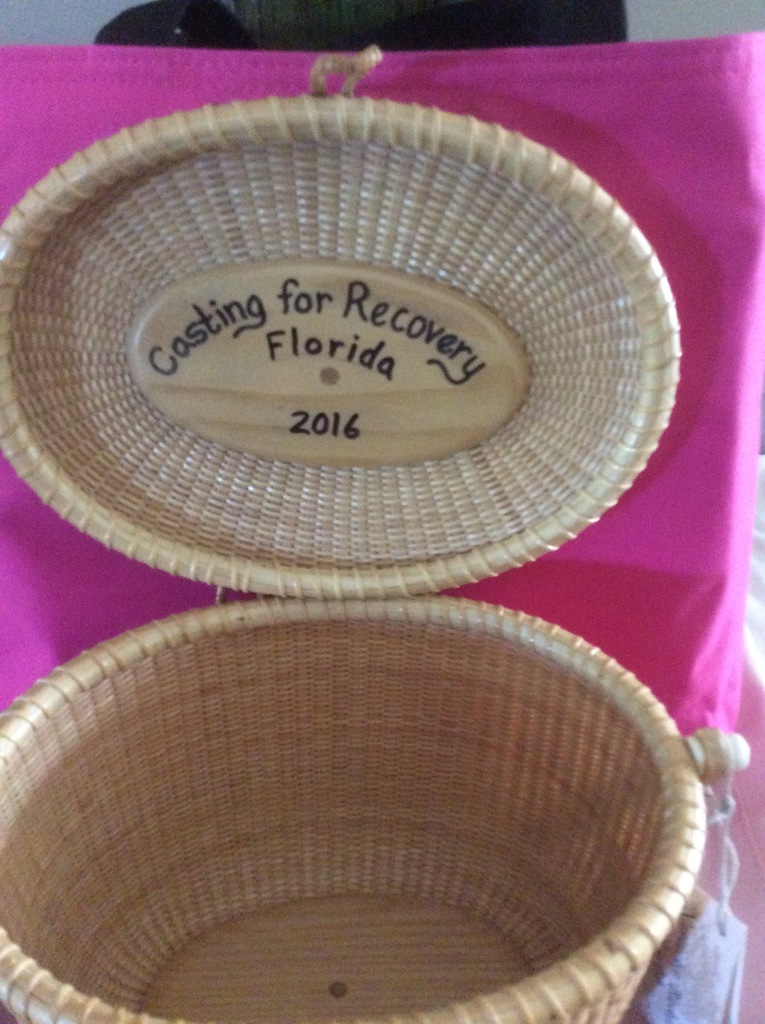 Casting for Recovery
Florida
2016